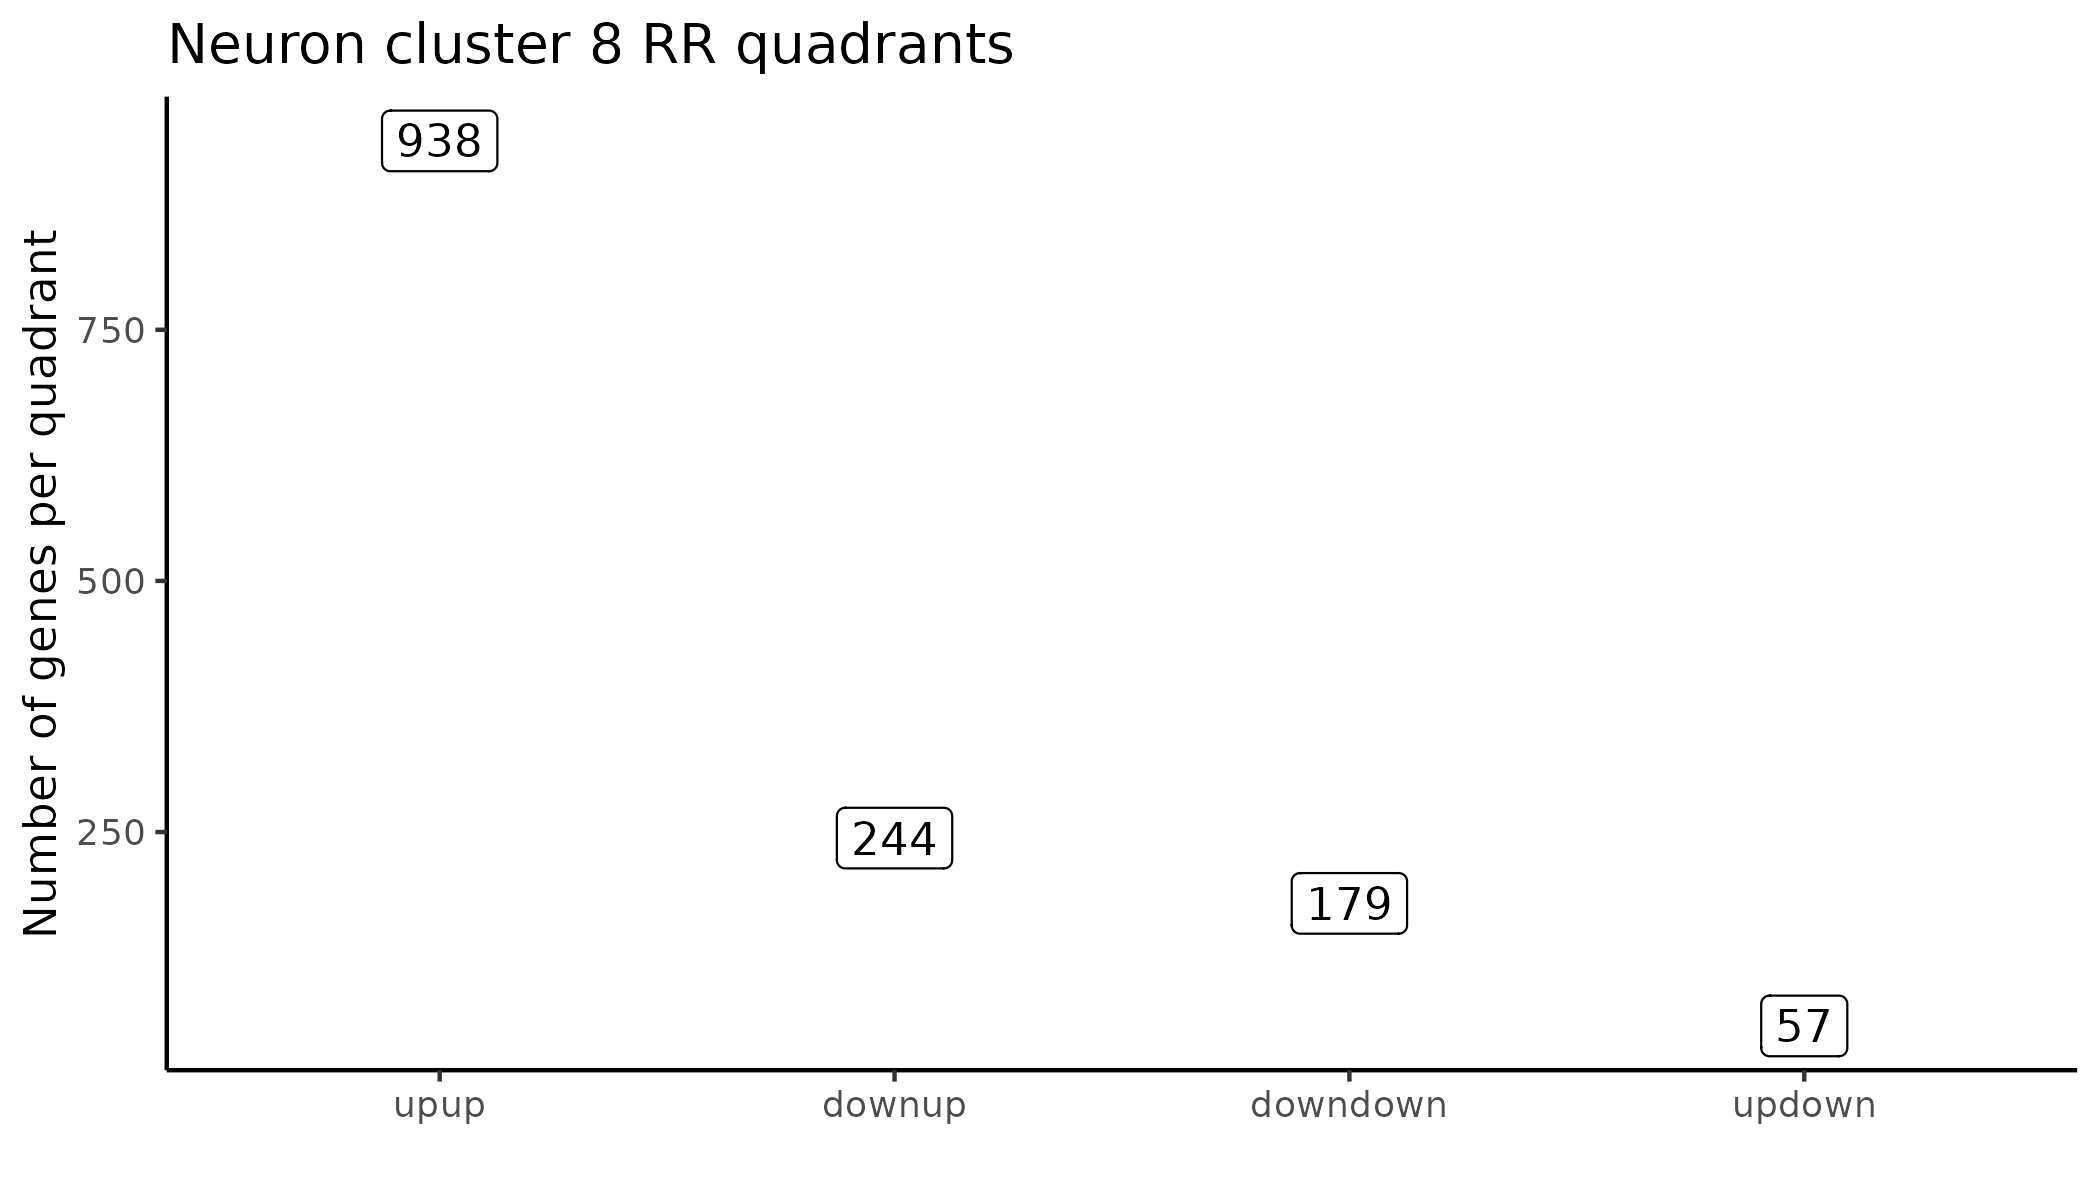 Neuron cluster 8 RR quadrants
Number of genes per quadrant
750
500
250
938
244
179
57
upup
downup
downdown
updown